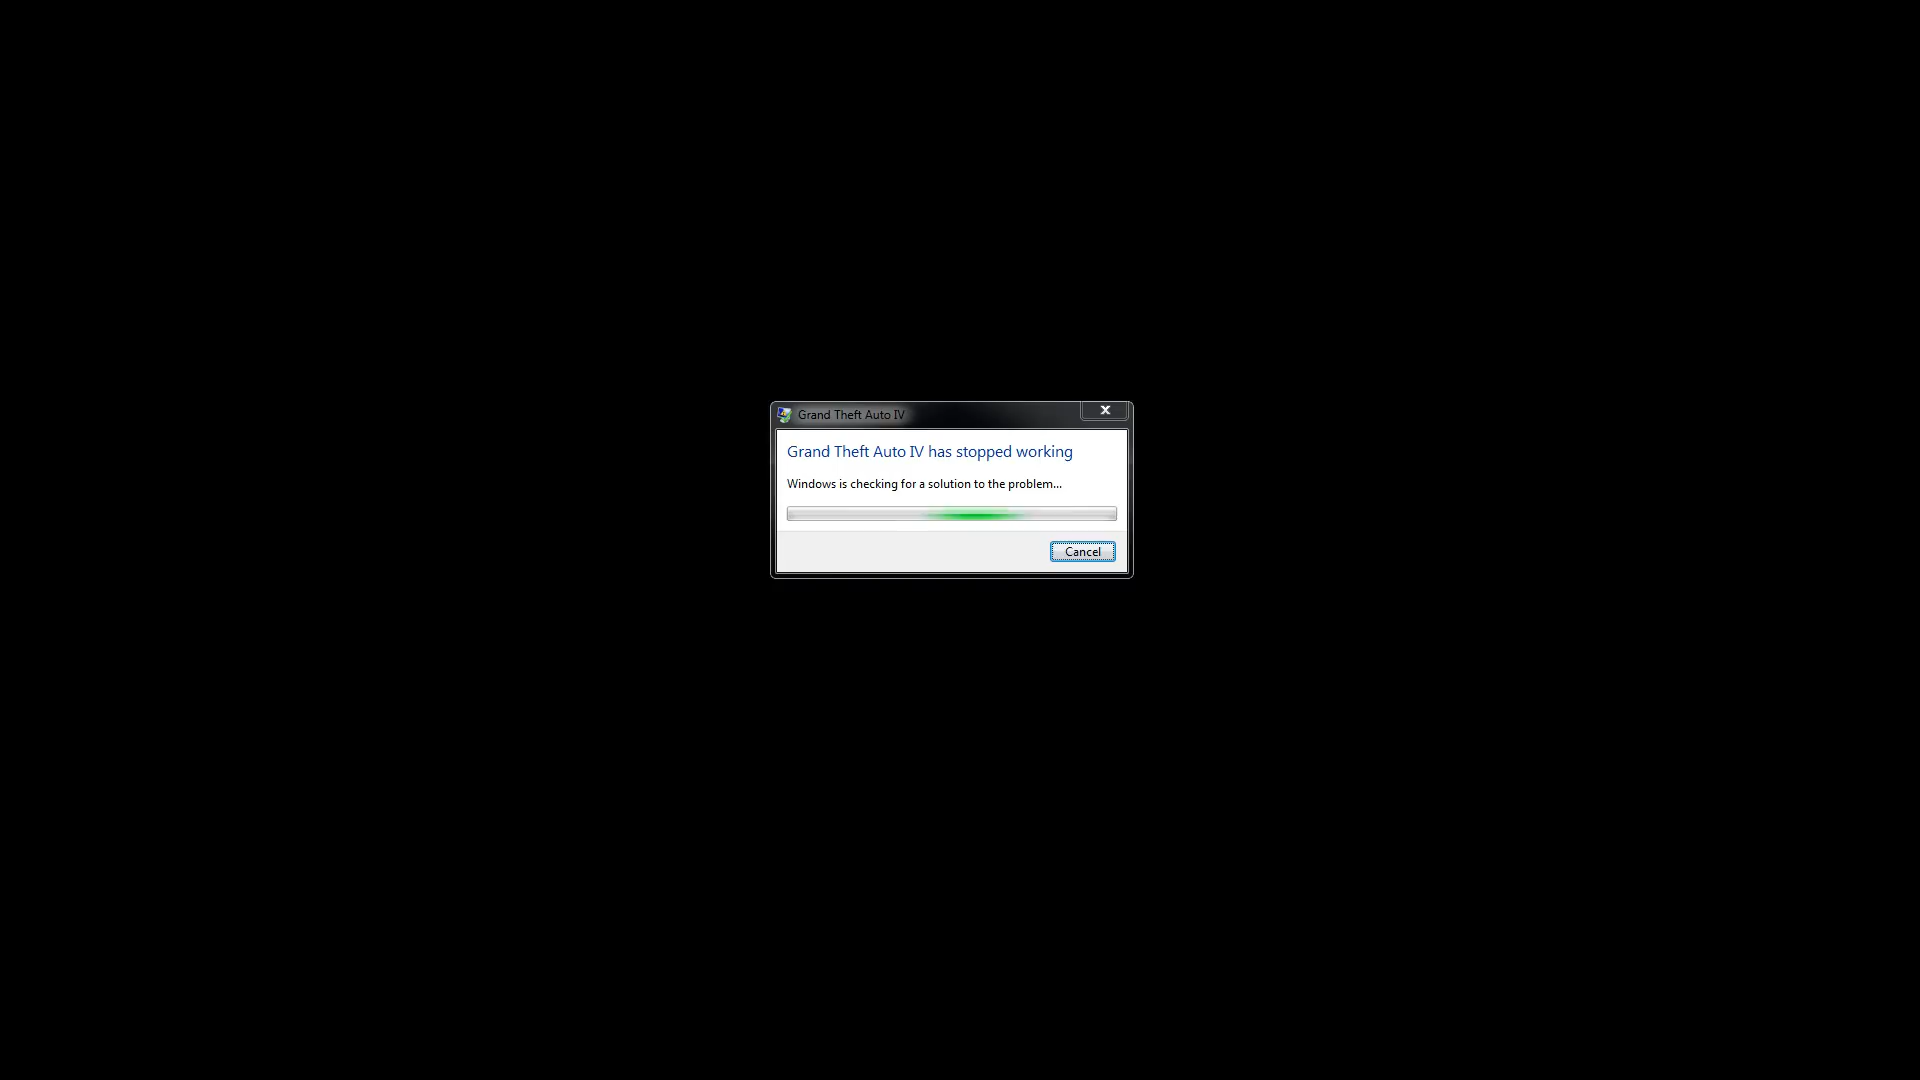 Grand Theft Auto IV
Grand Theft Auto IV has stopped working
Windows is checking for a solution to the problem...
Cancel